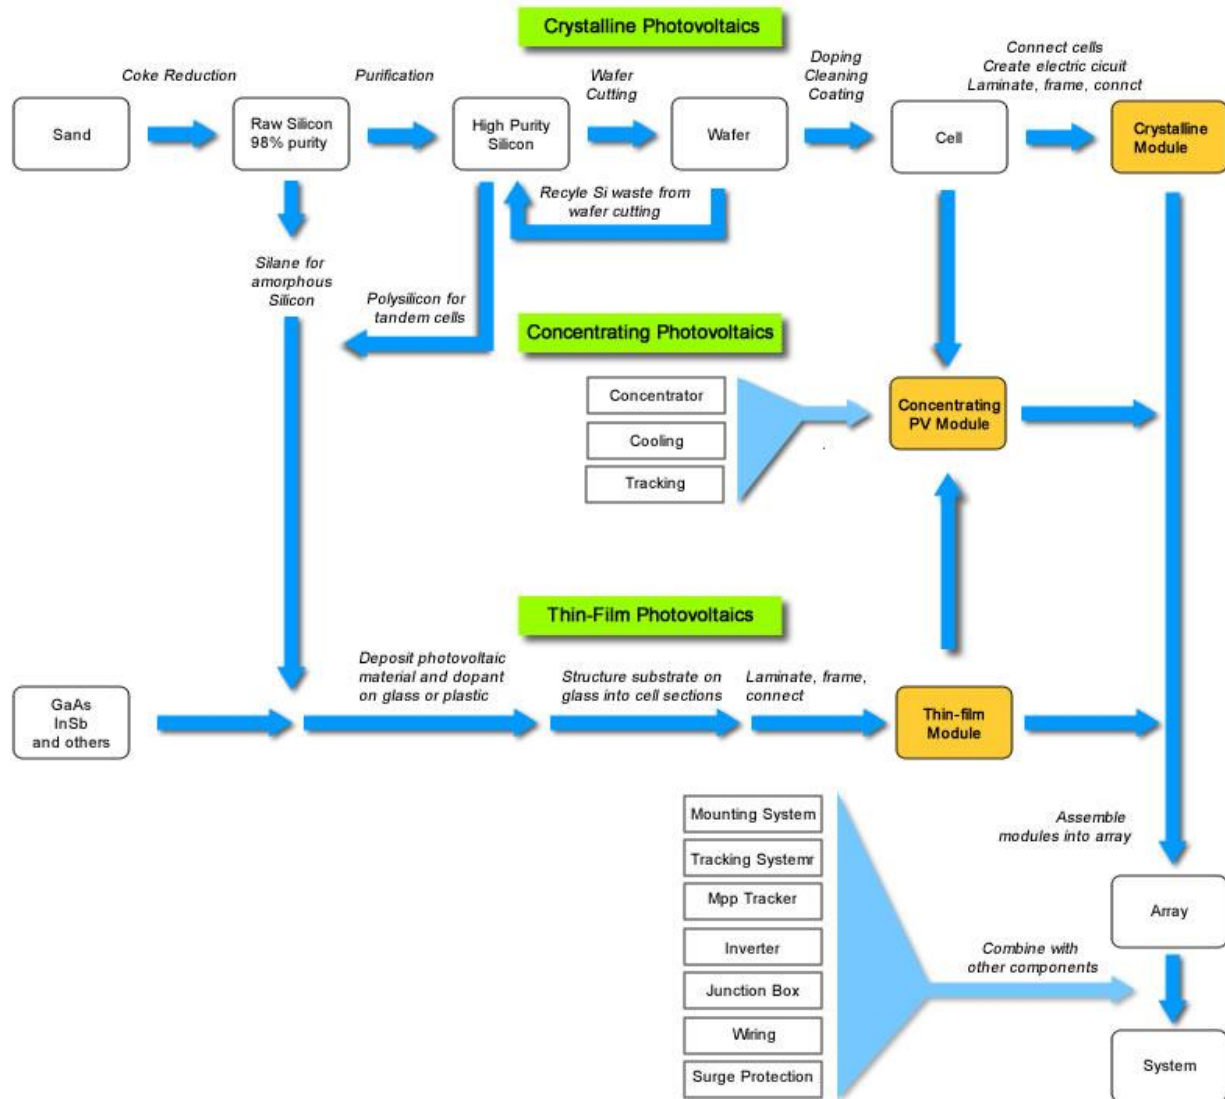 Crystalline Photovoltaics
Coke Reduction
Purification
Wafer
Cutting
Doping
Cleaning
Coating
Connect cells
Create electric cicuit
Laminate, frame, connct
Sand
Raw Silicon
98% purity
High Purity
Silicon
Wafer
Cell
Crystalline
Module
Recyle Si waste from
wafer cutting
Silane for
amorphous
Silicon
Polysilicon for
tandem cells
Concentrating Photovoltaics
Concentrator
Cooling
Tracking
Concentrating
PV Module
Thin-Film Photovoltaics
Deposit photovoltaic
material and dopant
on glass or plastic
Structure substrate on
glass into cell sections
Laminate, frame,
connect
GaAs
InSb
and others
Thin-film
Module
Mounting System
Tracking Systemr
Mpp Tracker
Inverter
Junction Box
Wiring
Surge Protection
Assemble
modules into array
Array
Combine with
other components
System